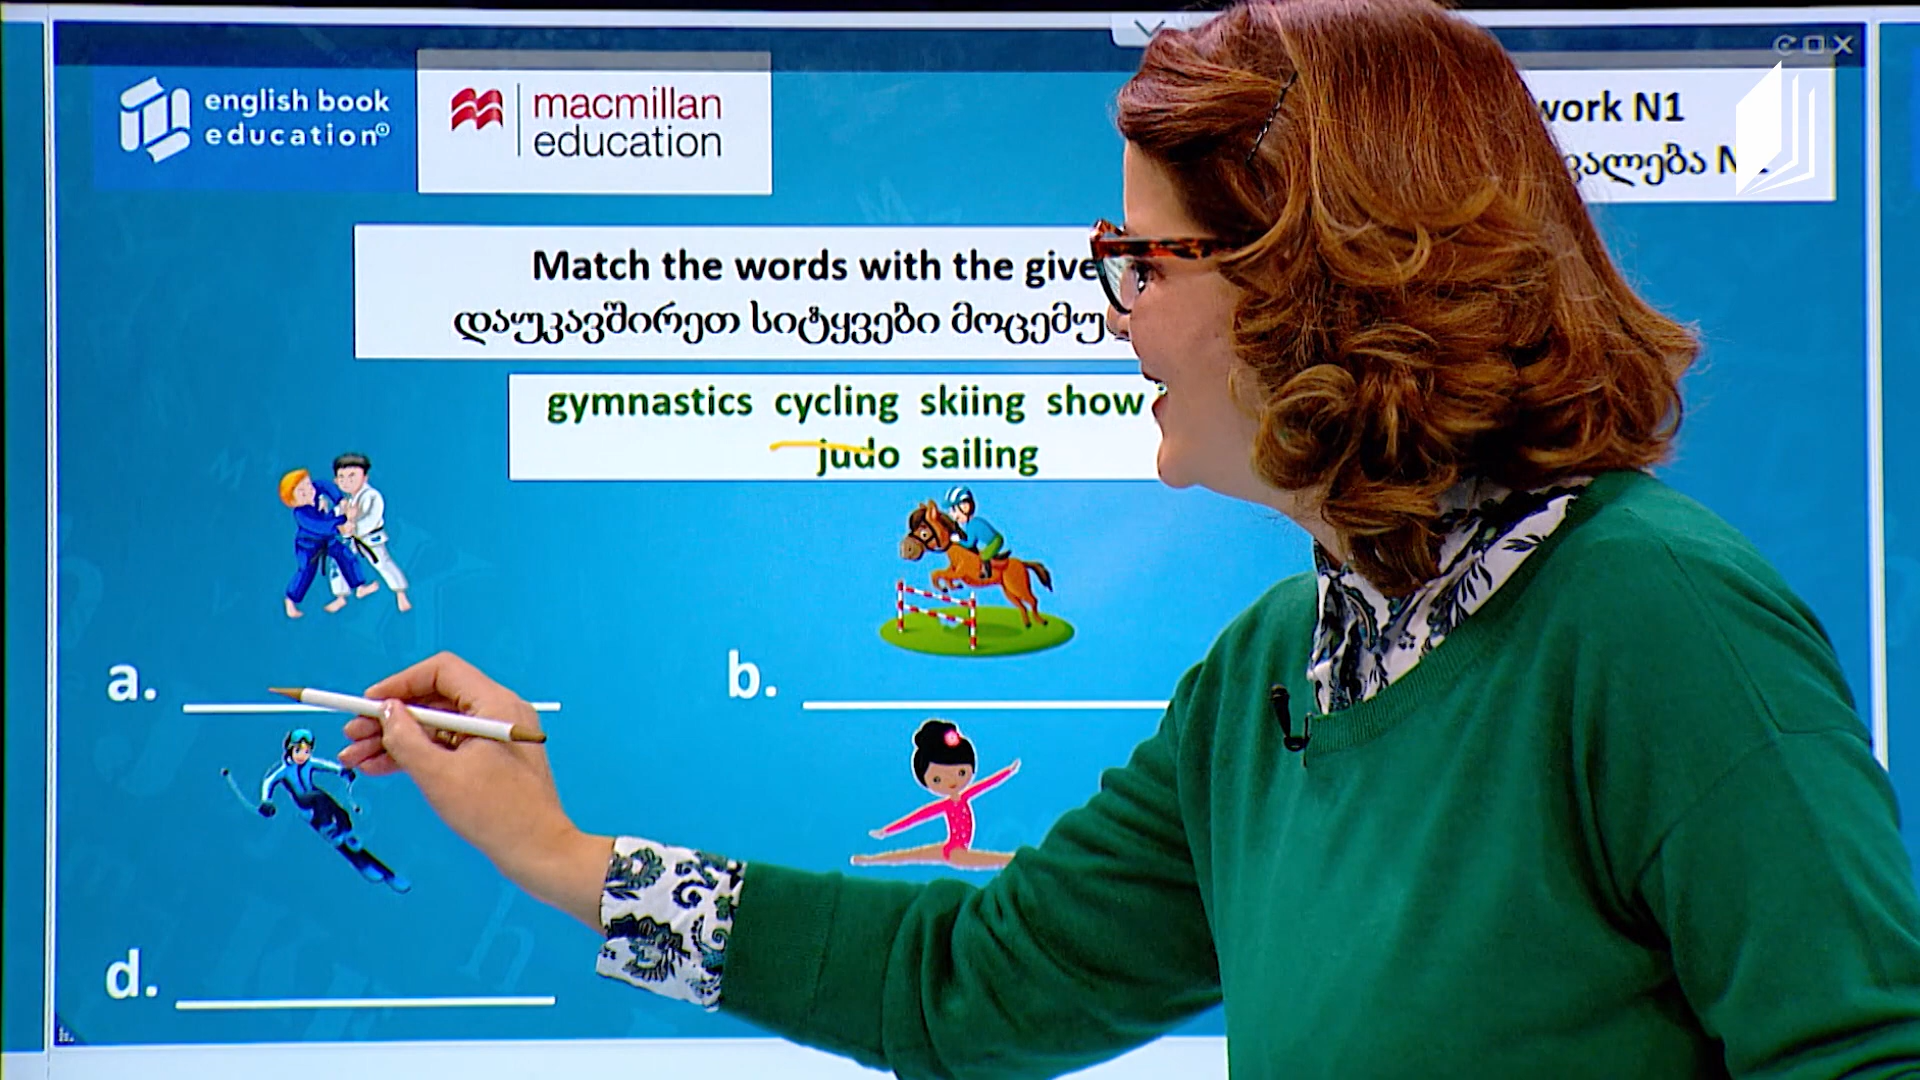 english book
education
macmillan
education
work N1
Match the words with the give
დაუკავშირეთ სიტყვები მოცემუ
gymnastics cycling skiing show
judo sailing
a.
b.
d.